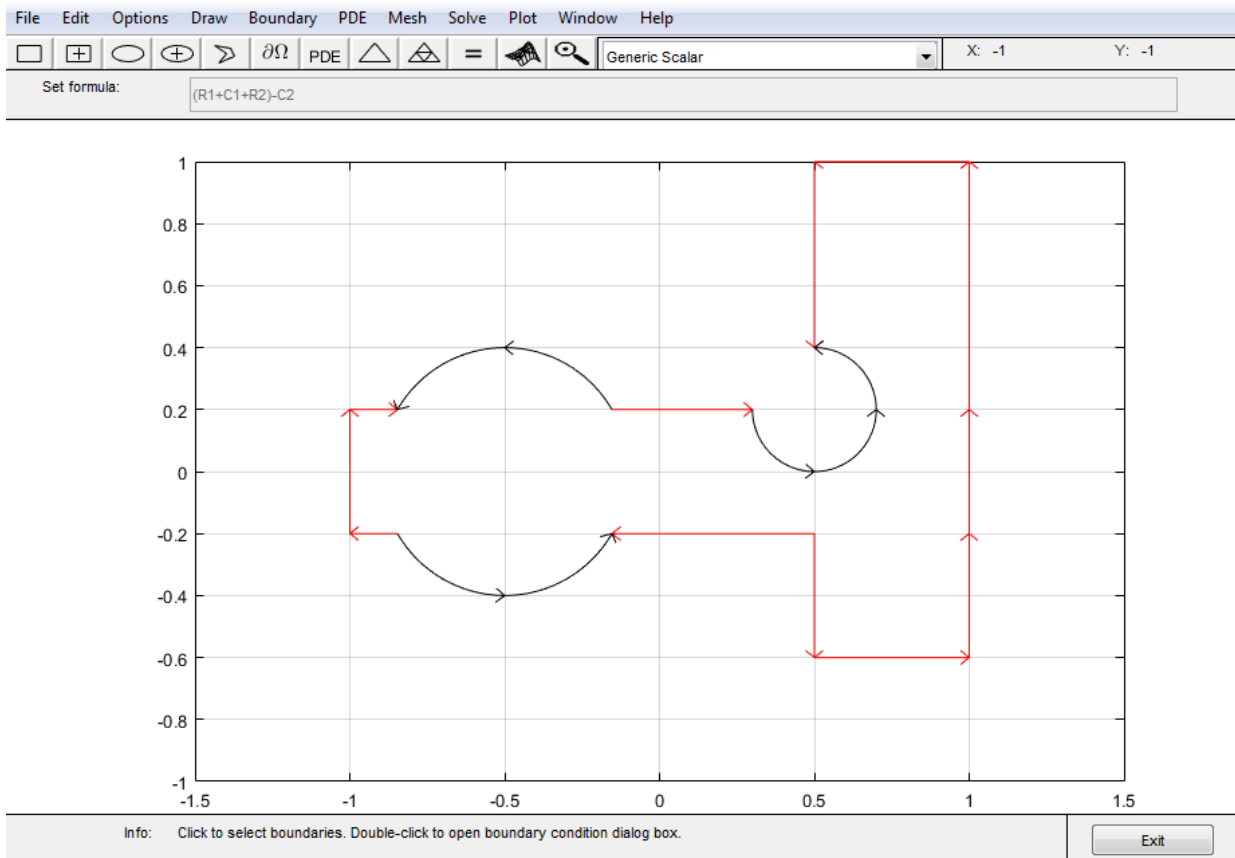 File Edit Options Draw Boundary PDE Mesh Solve Plot Window Help
∂Ω PDE = Generic Scalar X: -1 Y: -1
Set formula: (R1+C1+R2)-C2
1
0.8
0.6
0.4
0.2
0
-0.2
-0.4
-0.6
-0.8
-1
-1.5 -1 -0.5 0 0.5 1 1.5
Info: Click to select boundaries. Double-click to open boundary condition dialog box. Exit